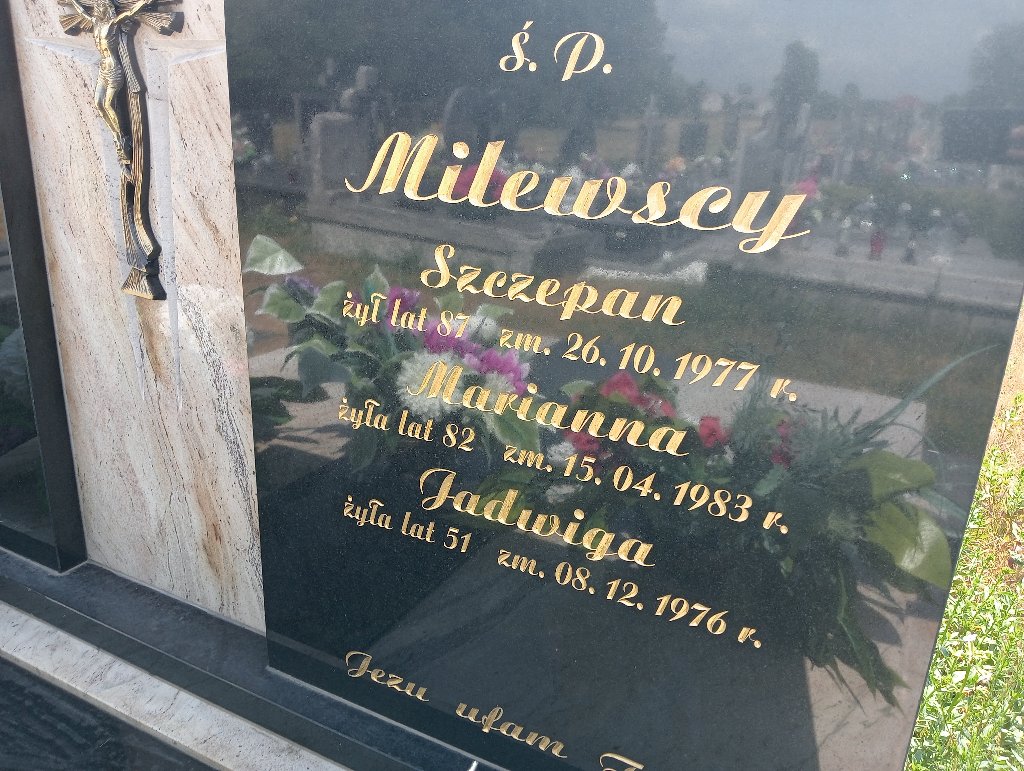 Ś. P.
Milewscy
Szczepan
żył lat 87 zm. 26. 10. 1977 r.
Marianna
żyła lat 82 zm. 15. 04. 1983 r.
Jadwiga
żyła lat 51 zm. 08. 12. 1976 r.
Jezu ufam